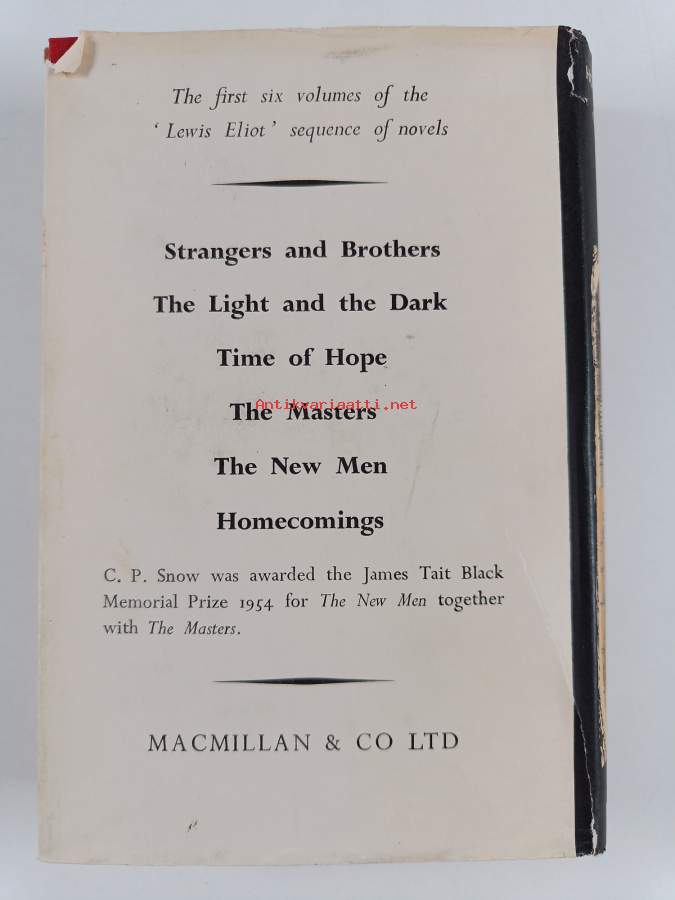 The first six volumes of the
‘ Lewis Eliot ’ sequence of novels
Strangers and Brothers
The Light and the Dark
Time of Hope
The Masters
Antikvariaatti.net
The New Men
Homecomings
C. P. Snow was awarded the James Tait Black
Memorial Prize 1954 for The New Men together
with The Masters.
MACMILLAN & CO LTD